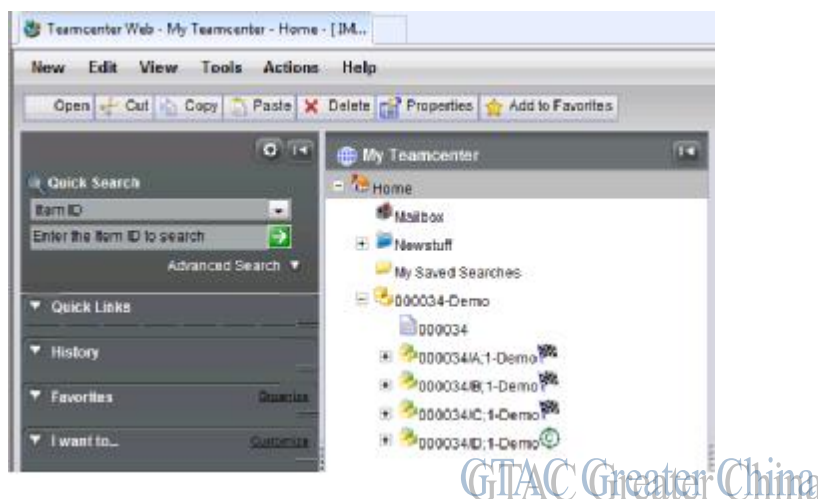 Teamcenter Web - My Teamcenter - Home - [ IM...
New Edit View Tools Actions Help
Open Cut Copy Paste Delete Properties Add to Favorites
Quick Search
Item ID
Enter the Item ID to search
Advanced Search
Quick Links
History
Favorites Organize
I want to... Customize
My Teamcenter
Home
Mailbox
Newstuff
My Saved Searches
000034-Demo
000034
000034/A;1-Demo
000034/B;1-Demo
000034/C;1-Demo
000034/D;1-Demo
GTAC Greater China